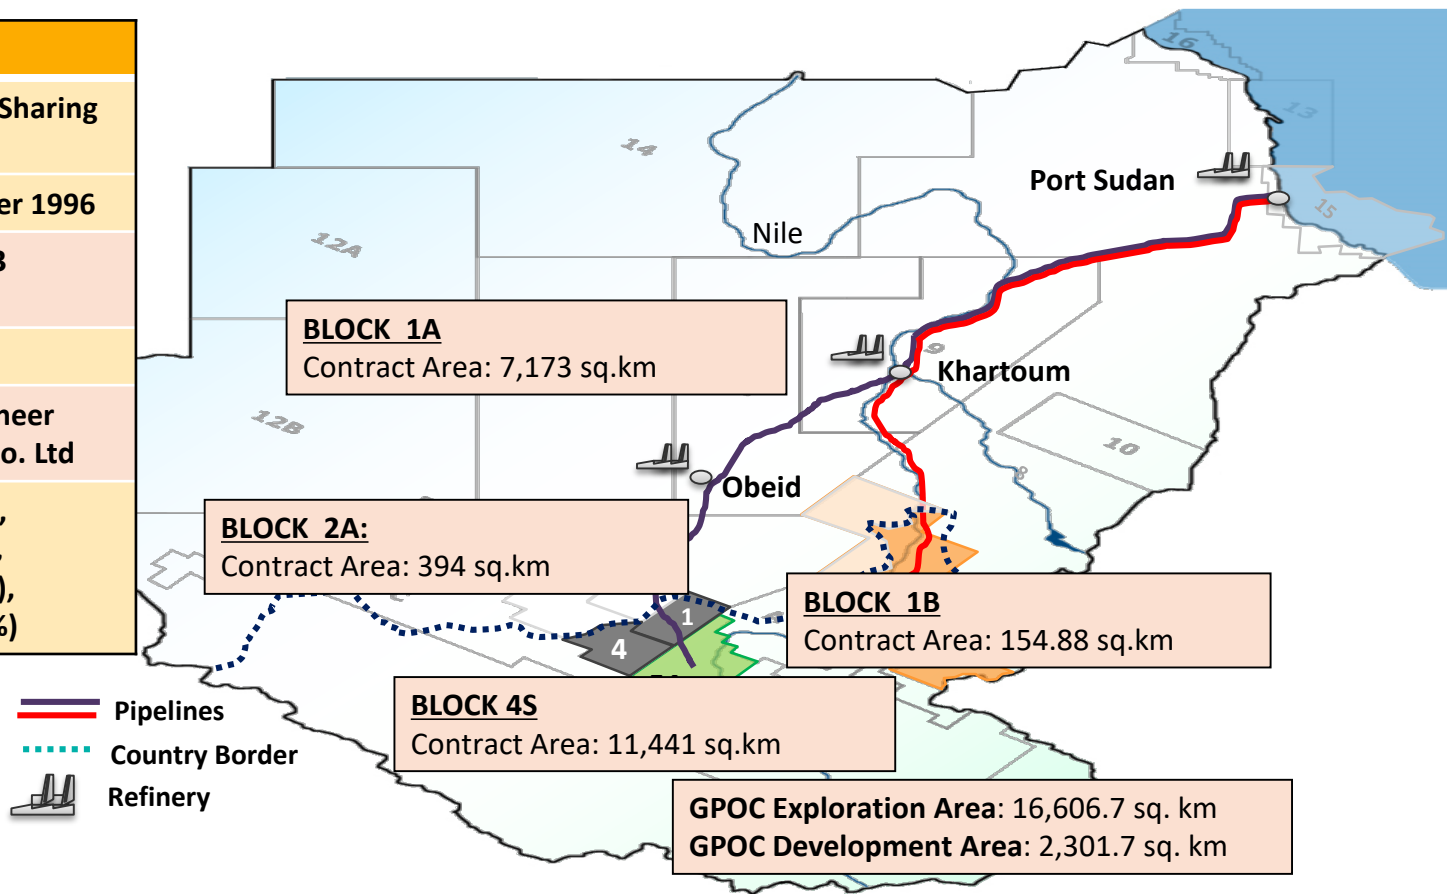 Sharing
er 1996
3
neer
o. Ltd
,
,
),
%)
16
13
14
Port Sudan
15
Nile
12A
BLOCK 1A
Contract Area: 7,173 sq.km
9
Khartoum
12B
10
8
Obeid
BLOCK 2A:
Contract Area: 394 sq.km
BLOCK 1B
Contract Area: 154.88 sq.km
1
4
BLOCK 4S
Contract Area: 11,441 sq.km
Pipelines
Country Border
Refinery
GPOC Exploration Area: 16,606.7 sq. km
GPOC Development Area: 2,301.7 sq. km